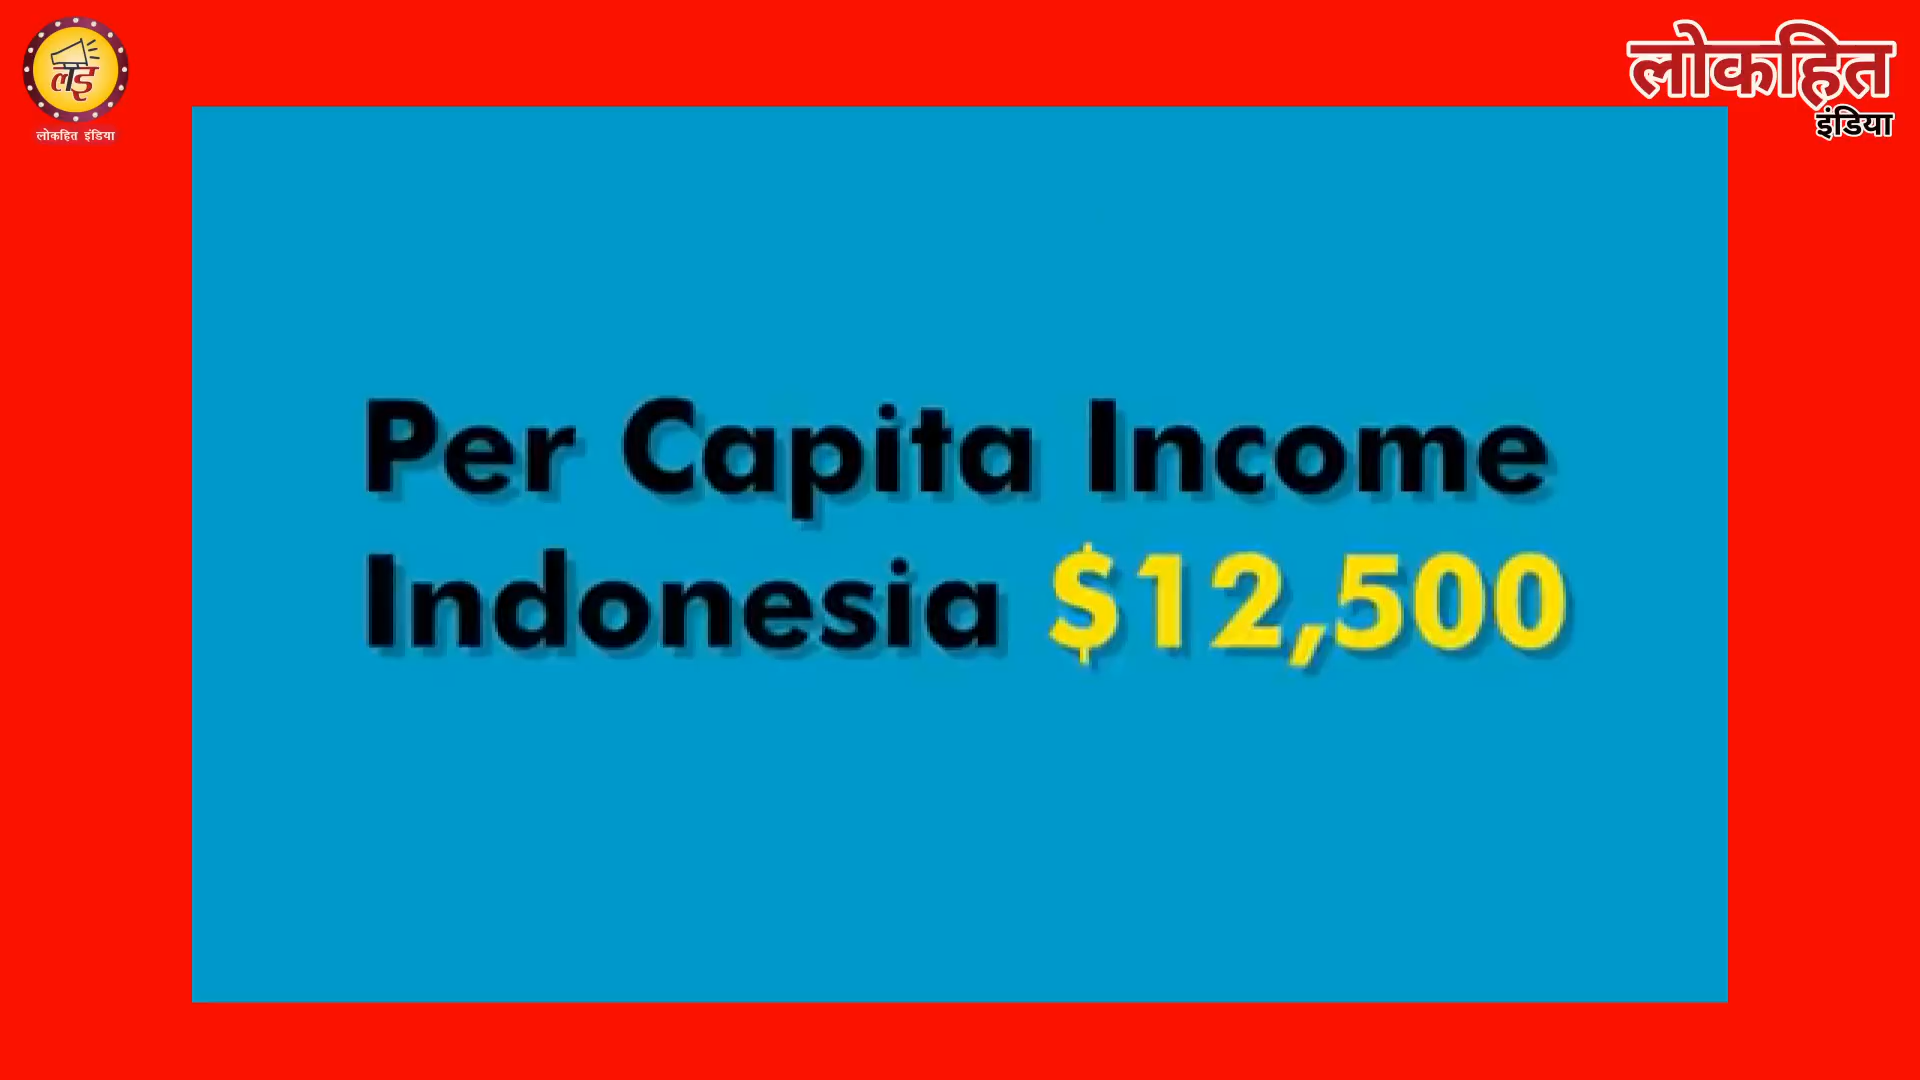 लोकहित
इंडिया
लइ
लोकहित इंडिया
Per Capita Income
Indonesia $12,500